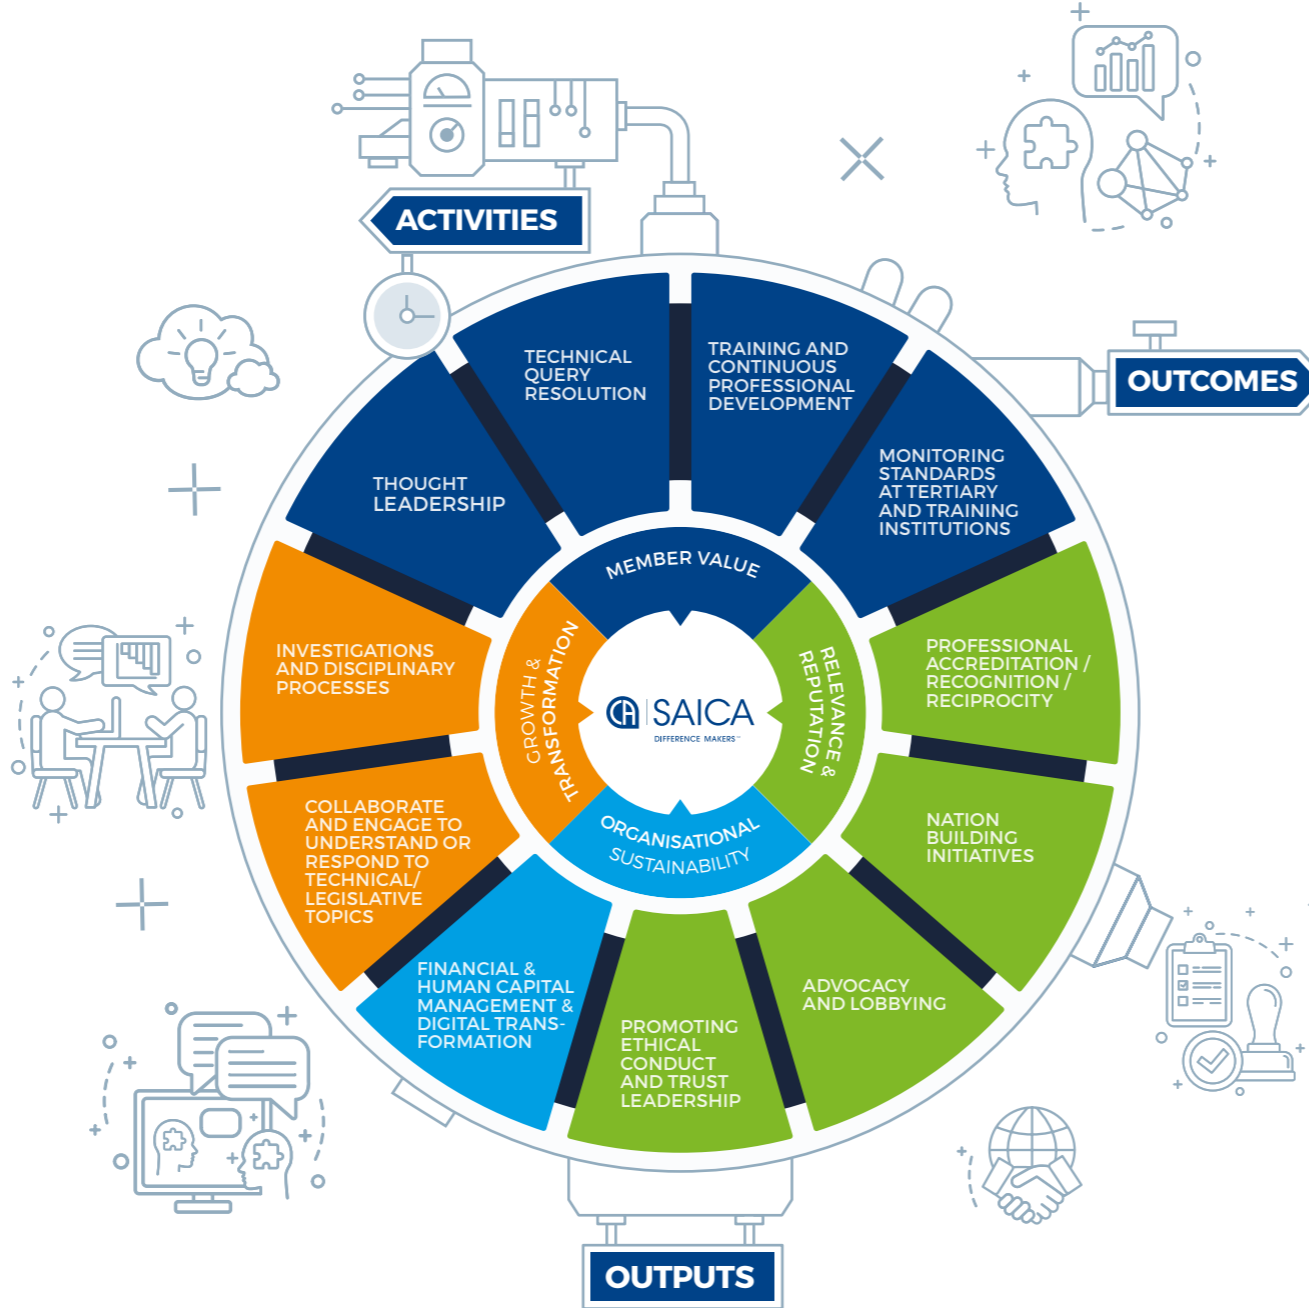 ACTIVITIES
OUTCOMES
TECHNICAL
QUERY
RESOLUTION
TRAINING AND
CONTINUOUS
PROFESSIONAL
DEVELOPMENT
MONITORING
STANDARDS
AT TERTIARY
AND TRAINING
INSTITUTIONS
THOUGHT
LEADERSHIP
INVESTIGATIONS
AND DISCIPLINARY
PROCESSES
PROFESSIONAL
ACCREDITATION /
RECOGNITION /
RECIPROCITY
MEMBER VALUE
GROWTH &
TRANSFORMATION
RELEVANCE &
REPUTATION
CA SAICA
DIFFERENCE MAKERS™
ORGANISATIONAL
SUSTAINABILITY
COLLABORATE
AND ENGAGE TO
UNDERSTAND OR
RESPOND TO
TECHNICAL/
LEGISLATIVE
TOPICS
NATION
BUILDING
INITIATIVES
FINANCIAL &
HUMAN CAPITAL
MANAGEMENT &
DIGITAL TRANS-
FORMATION
PROMOTING
ETHICAL
CONDUCT
AND TRUST
LEADERSHIP
ADVOCACY
AND LOBBYING
OUTPUTS